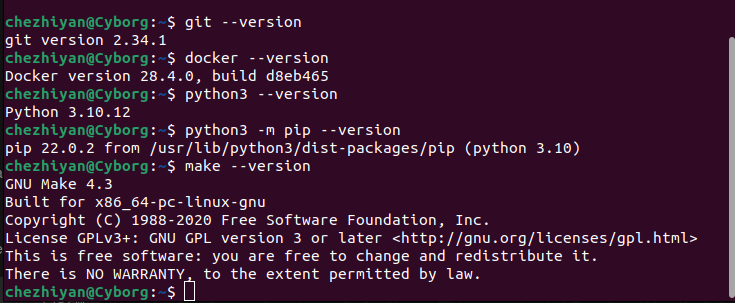 chezhiyan@Cyborg:~$ git --version
git version 2.34.1
chezhiyan@Cyborg:~$ docker --version
Docker version 28.4.0, build d8eb465
chezhiyan@Cyborg:~$ python3 --version
Python 3.10.12
chezhiyan@Cyborg:~$ python3 -m pip --version
pip 22.0.2 from /usr/lib/python3/dist-packages/pip (python 3.10)
chezhiyan@Cyborg:~$ make --version
GNU Make 4.3
Built for x86_64-pc-linux-gnu
Copyright (C) 1988-2020 Free Software Foundation, Inc.
License GPLv3+: GNU GPL version 3 or later <http://gnu.org/licenses/gpl.html>
This is free software: you are free to change and redistribute it.
There is NO WARRANTY, to the extent permitted by law.
chezhiyan@Cyborg:~$